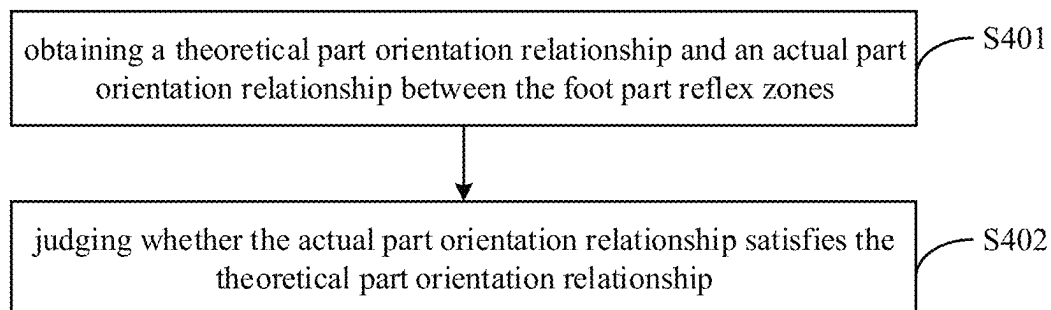 obtaining a theoretical part orientation relationship and an actual part
orientation relationship between the foot part reflex zones
S401
judging whether the actual part orientation relationship satisfies the
theoretical part orientation relationship
S402